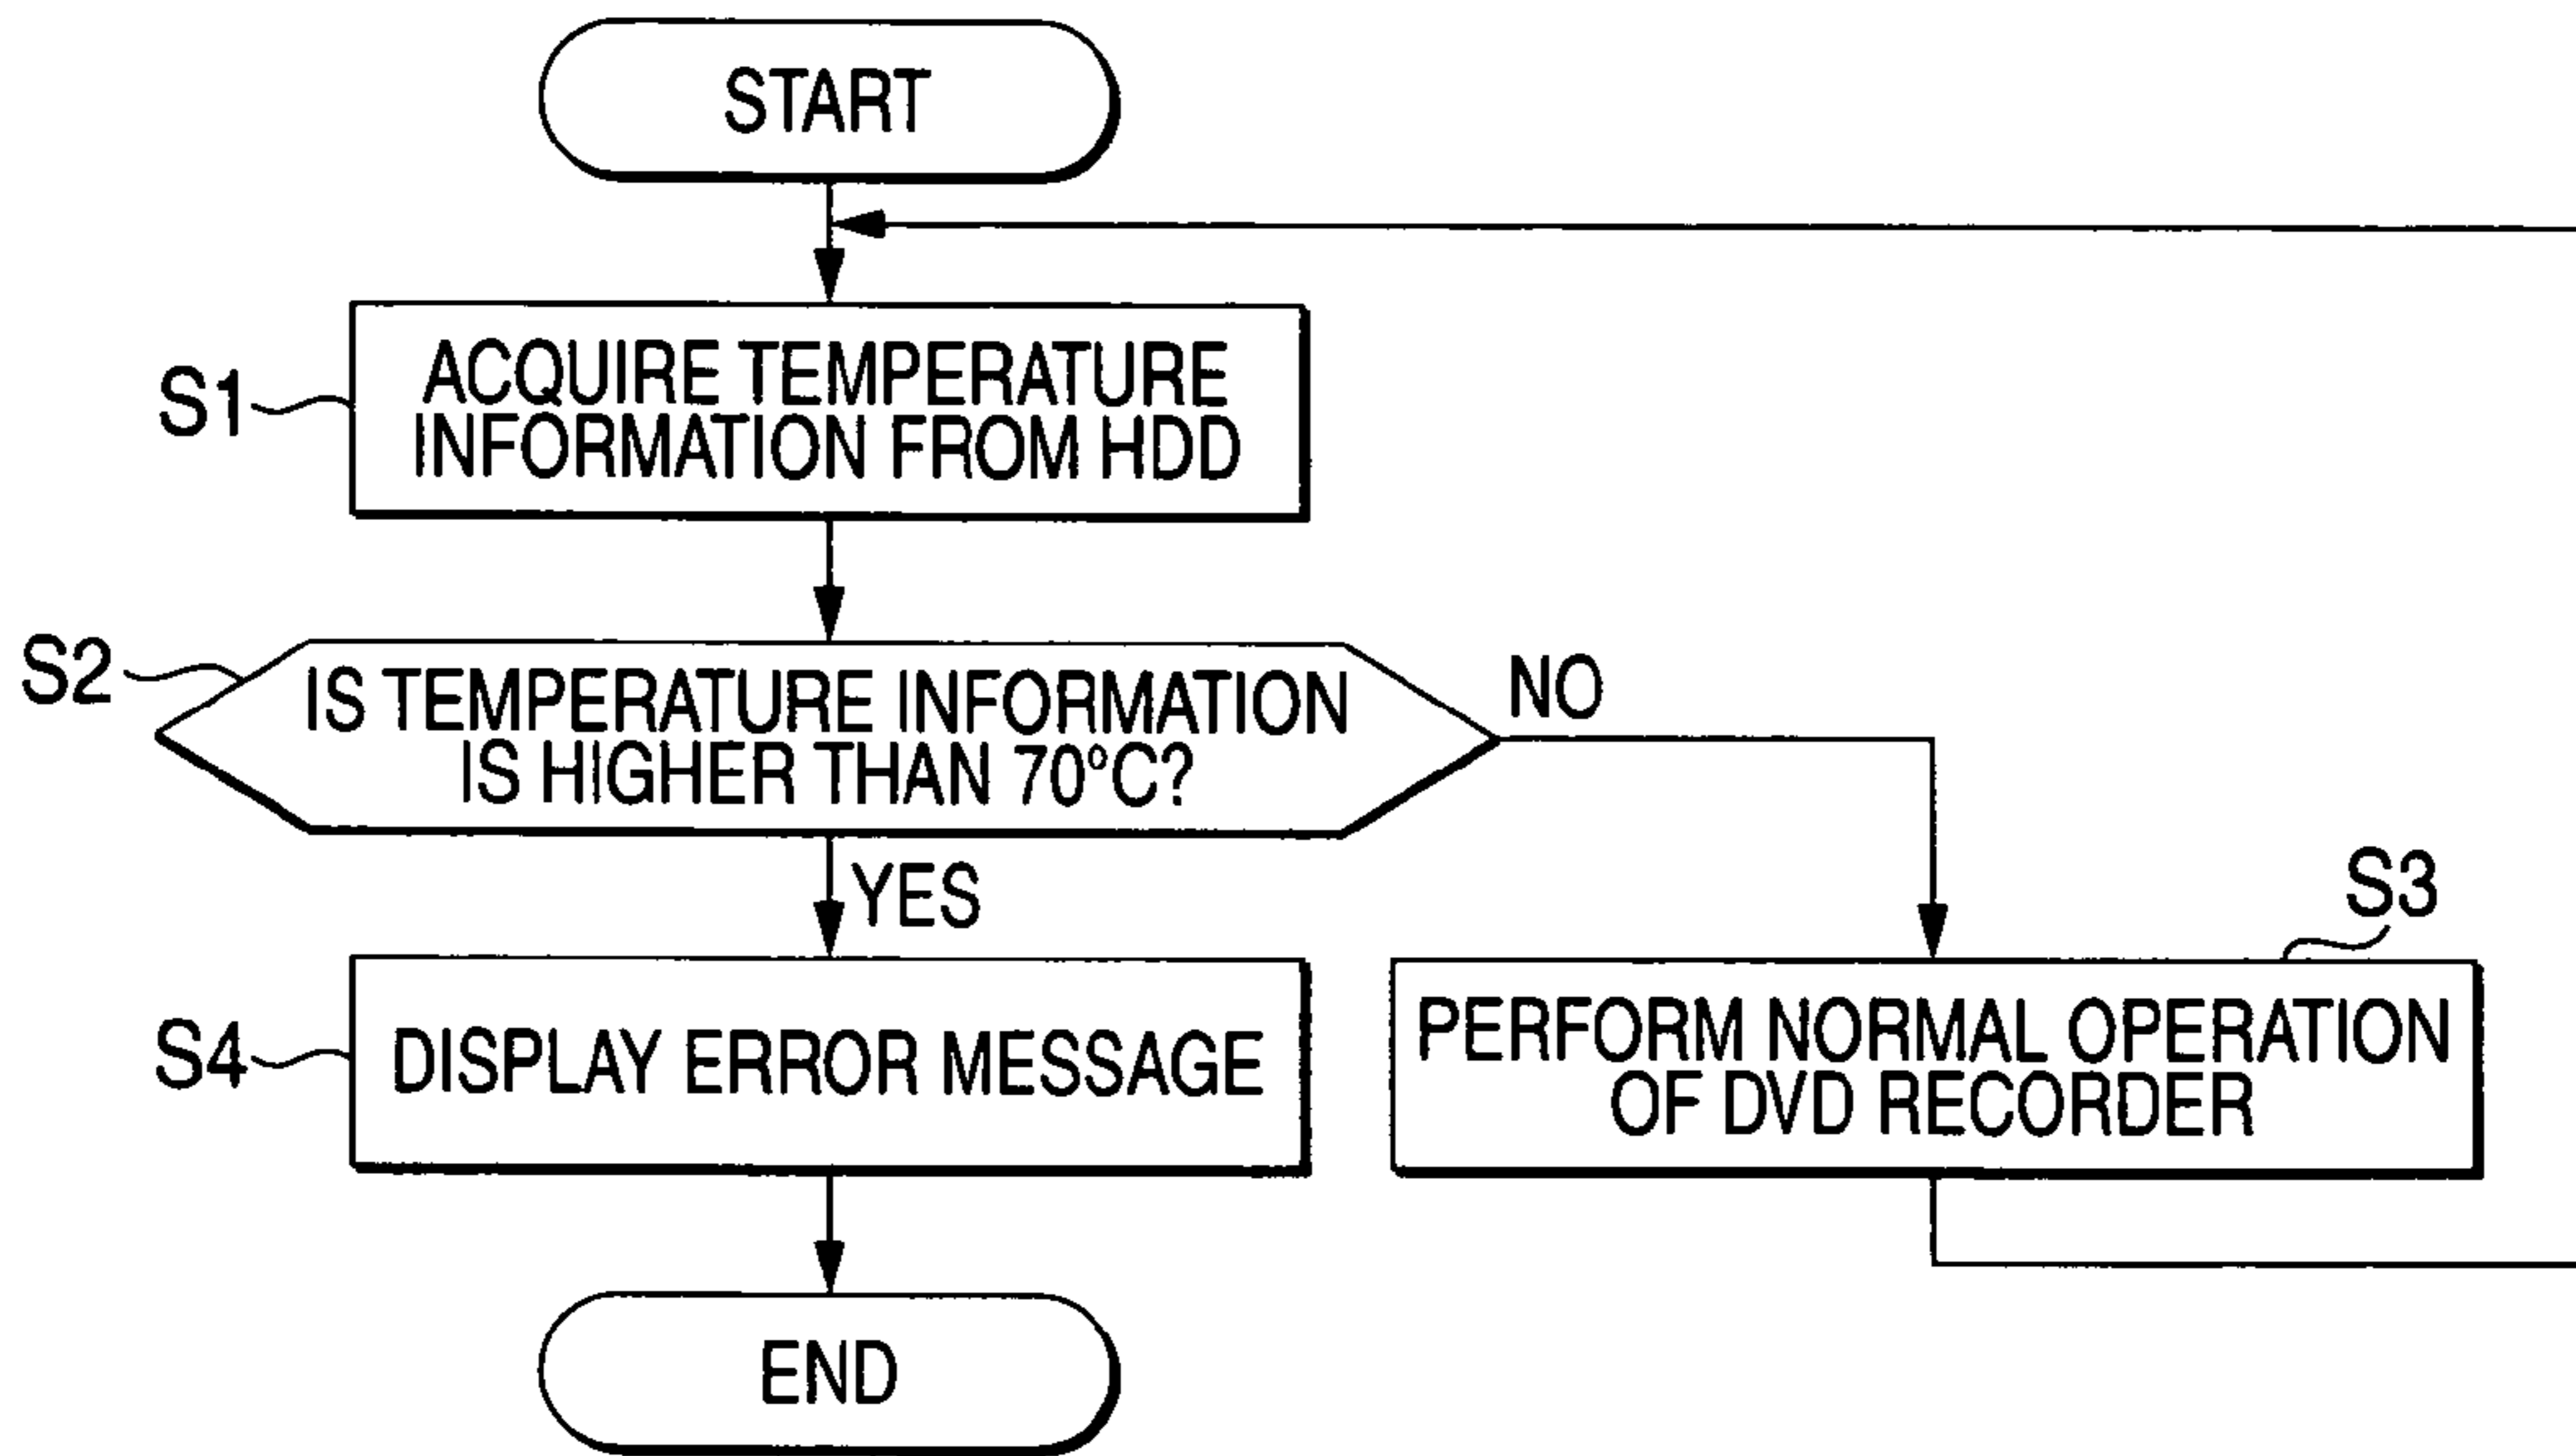 START
S1
ACQUIRE TEMPERATURE
INFORMATION FROM HDD
S2
IS TEMPERATURE INFORMATION
IS HIGHER THAN 70°C?
NO
YES
S3
S4
DISPLAY ERROR MESSAGE
PERFORM NORMAL OPERATION
OF DVD RECORDER
END